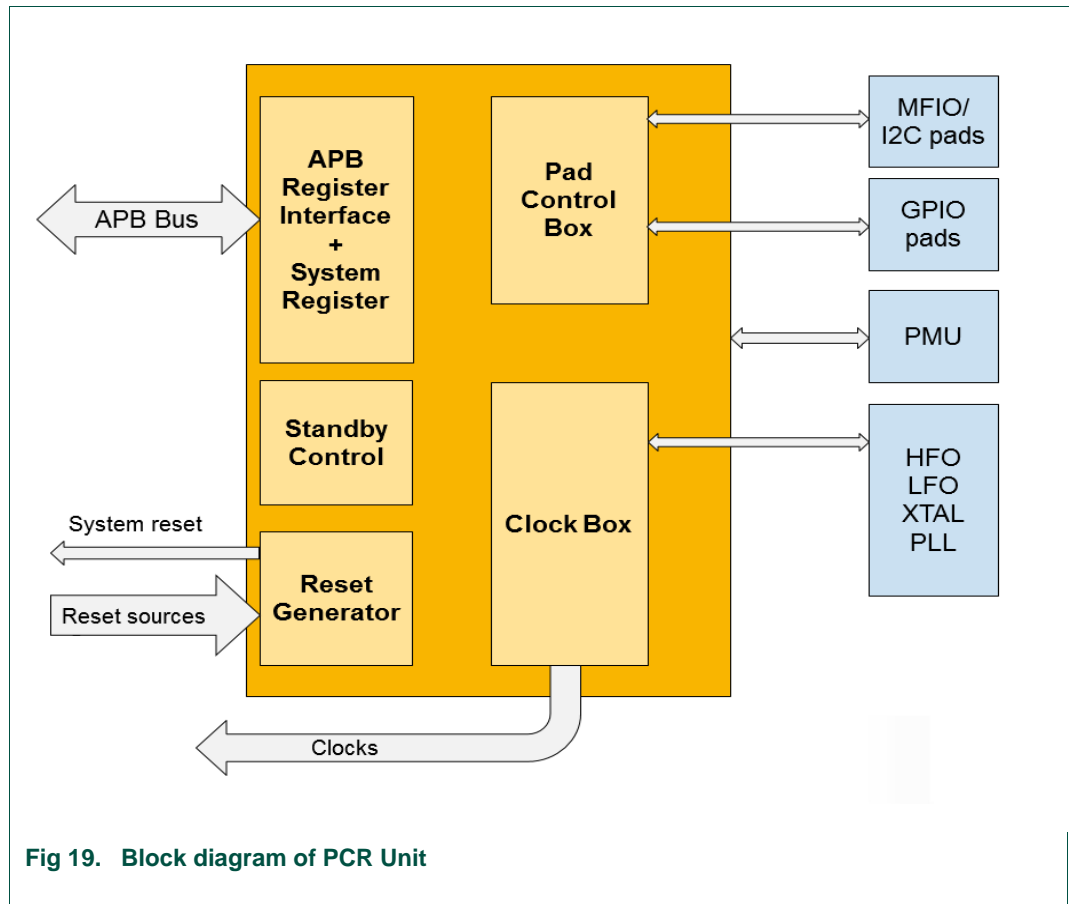 APB Bus
APB
Register
Interface
+
System
Register
Standby
Control
System reset
Reset sources
Reset
Generator
Pad
Control
Box
Clock Box
Clocks
MFIO/
I2C pads
GPIO
pads
PMU
HFO
LFO
XTAL
PLL
Fig 19. Block diagram of PCR Unit